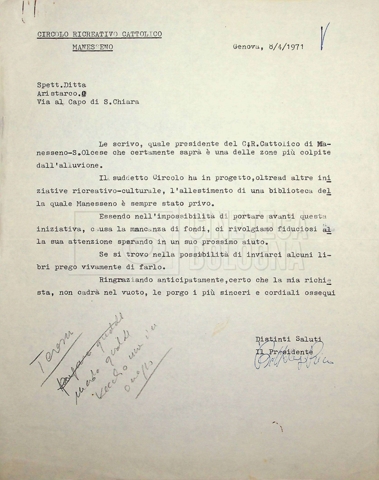 CIRCOLO RICREATIVO CATTOLICO
MANESSENO
Genova, 8/4/1971
Spett.Ditta
Aristarco.
Via al Capo di S.Chiara
Le scrivo, quale presidente del C.R.Cattolico di Ma-
nesseno-S.Olcese che certamente saprà è una delle zone più colpite
dall'alluvione.
Il suddetto Circolo ha in progetto,oltread altre ini
ziative ricreativo-culturale, l'allestimento di una biblioteca del
la quale Manesseno è sempre stato privo.
Essendo nell'impossibilità di portare avanti questa
iniziativa, causa la mancanza di fondi, ci rivolgiamo fiduciosi al
la sua attenzione sperando in un suo prossimo aiuto.
Se si trovo nella possibilità di inviarci alcuni li
bri prego vivamente di farlo.
Ringraziando anticipatamente,certo che la mia richie
sta, non cadrà nel vuoto, le porgo i più sinceri e cordiali ossequi
Distinti Saluti
Il Presidente
Teresa
CINETECA
BOLOGNA